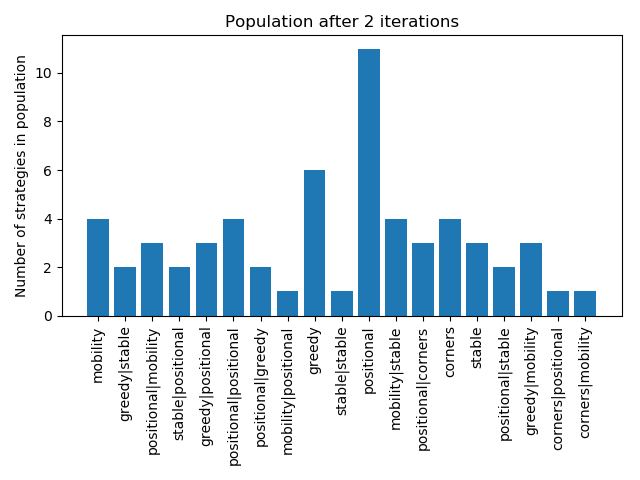 Population after 2 iterations
Number of strategies in population
10
8
6
4
2
0
mobility
greedy|stable
positional|mobility
stable|positional
greedy|positional
positional|positional
positional|greedy
mobility|positional
greedy
stable|stable
positional
mobility|stable
positional|corners
corners
stable
positional|stable
greedy|mobility
corners|positional
corners|mobility